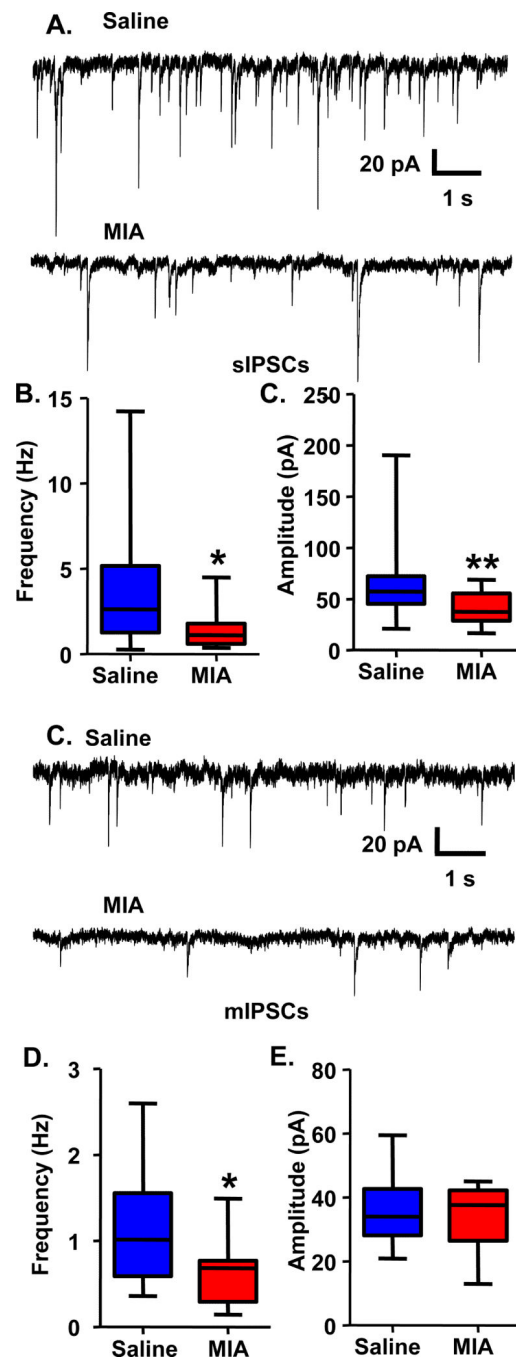 A. Saline
20 pA
1 s
MIA
sIPSCs
B.
Frequency (Hz)
15
10
5
0
*
Saline MIA
C.
Amplitude (pA)
250
200
150
100
50
0
**
Saline MIA
C. Saline
20 pA
1 s
MIA
mIPSCs
D.
Frequency (Hz)
3
2
1
0
*
Saline MIA
E.
Amplitude (pA)
80
60
40
20
0
Saline MIA